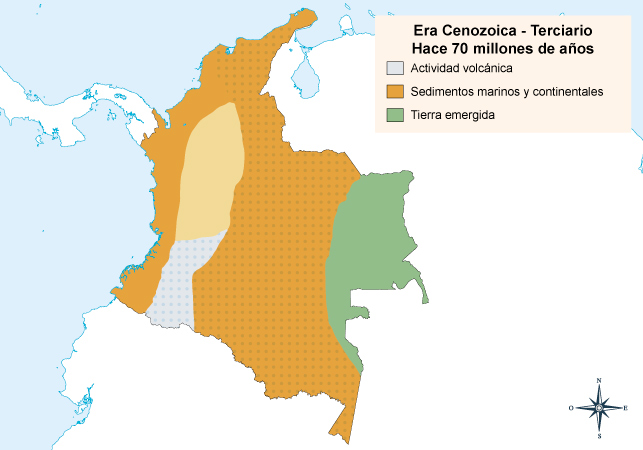 Era Cenozoica - Terciario
Hace 70 millones de años
Actividad volcánica
Sedimentos marinos y continentales
Tierra emergida
N
O E
S